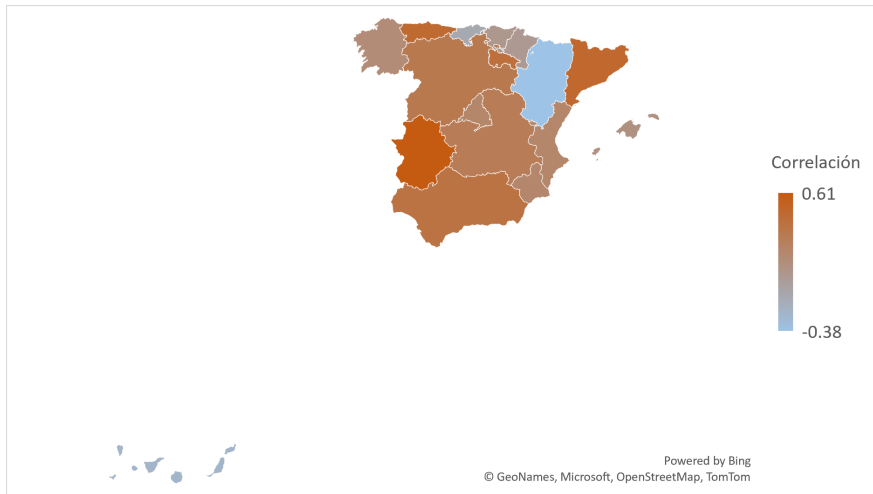 Correlación
0.61
-0.38
Powered by Bing
© GeoNames, Microsoft, OpenStreetMap, TomTom